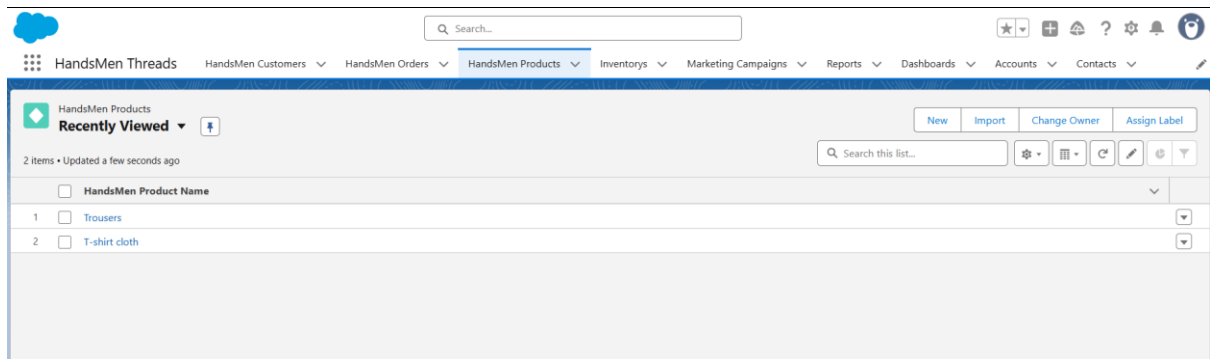 Search...
HandsMen Threads HandsMen Customers HandsMen Orders HandsMen Products Inventorys Marketing Campaigns Reports Dashboards Accounts Contacts
HandsMen Products
Recently Viewed
New Import Change Owner Assign Label
2 items • Updated a few seconds ago
Search this list...
HandsMen Product Name
1 Trousers
2 T-shirt cloth